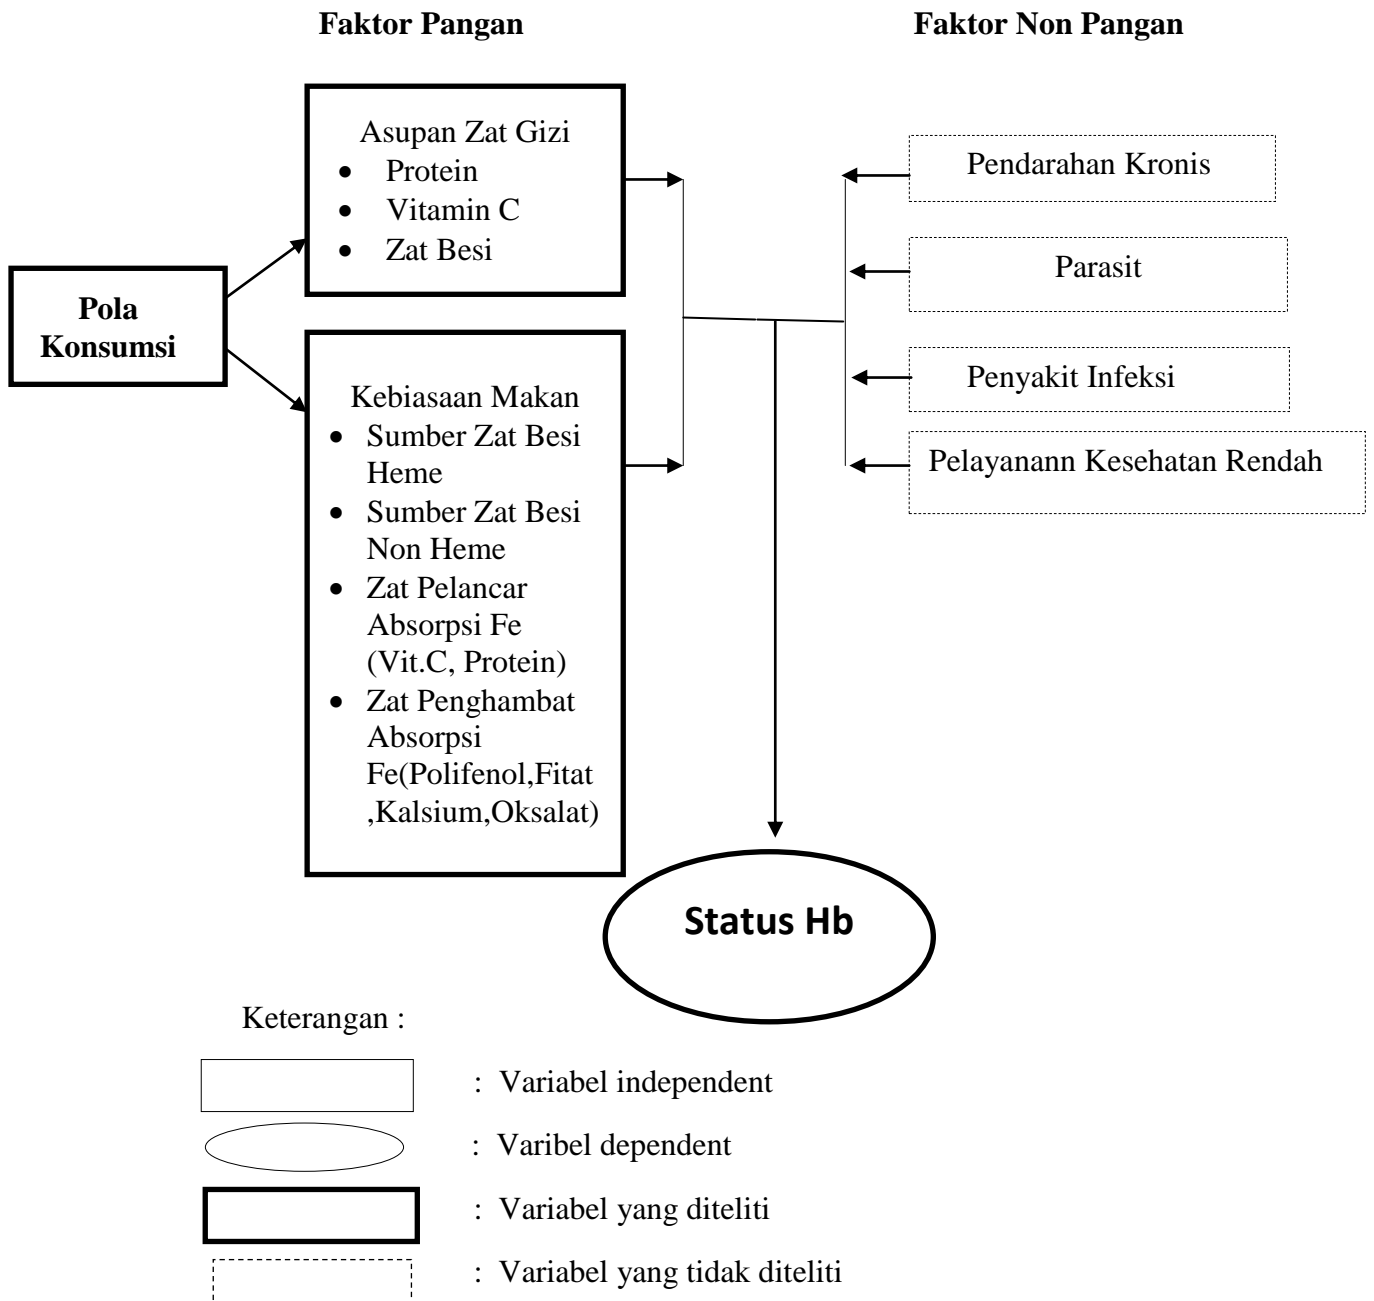 Faktor Pangan
Faktor Non Pangan
Asupan Zat Gizi
• Protein
• Vitamin C
• Zat Besi
Pola
Konsumsi
Kebiasaan Makan
• Sumber Zat Besi
Heme
• Sumber Zat Besi
Non Heme
• Zat Pelancar
Absorpsi Fe
(Vit.C, Protein)
• Zat Penghambat
Absorpsi
Fe(Polifenol,Fitat
,Kalsium,Oksalat)
Pendarahan Kronis
Parasit
Penyakit Infeksi
Pelayanann Kesehatan Rendah
Status Hb
Keterangan :
: Variabel independent
: Varibel dependent
: Variabel yang diteliti
: Variabel yang tidak diteliti